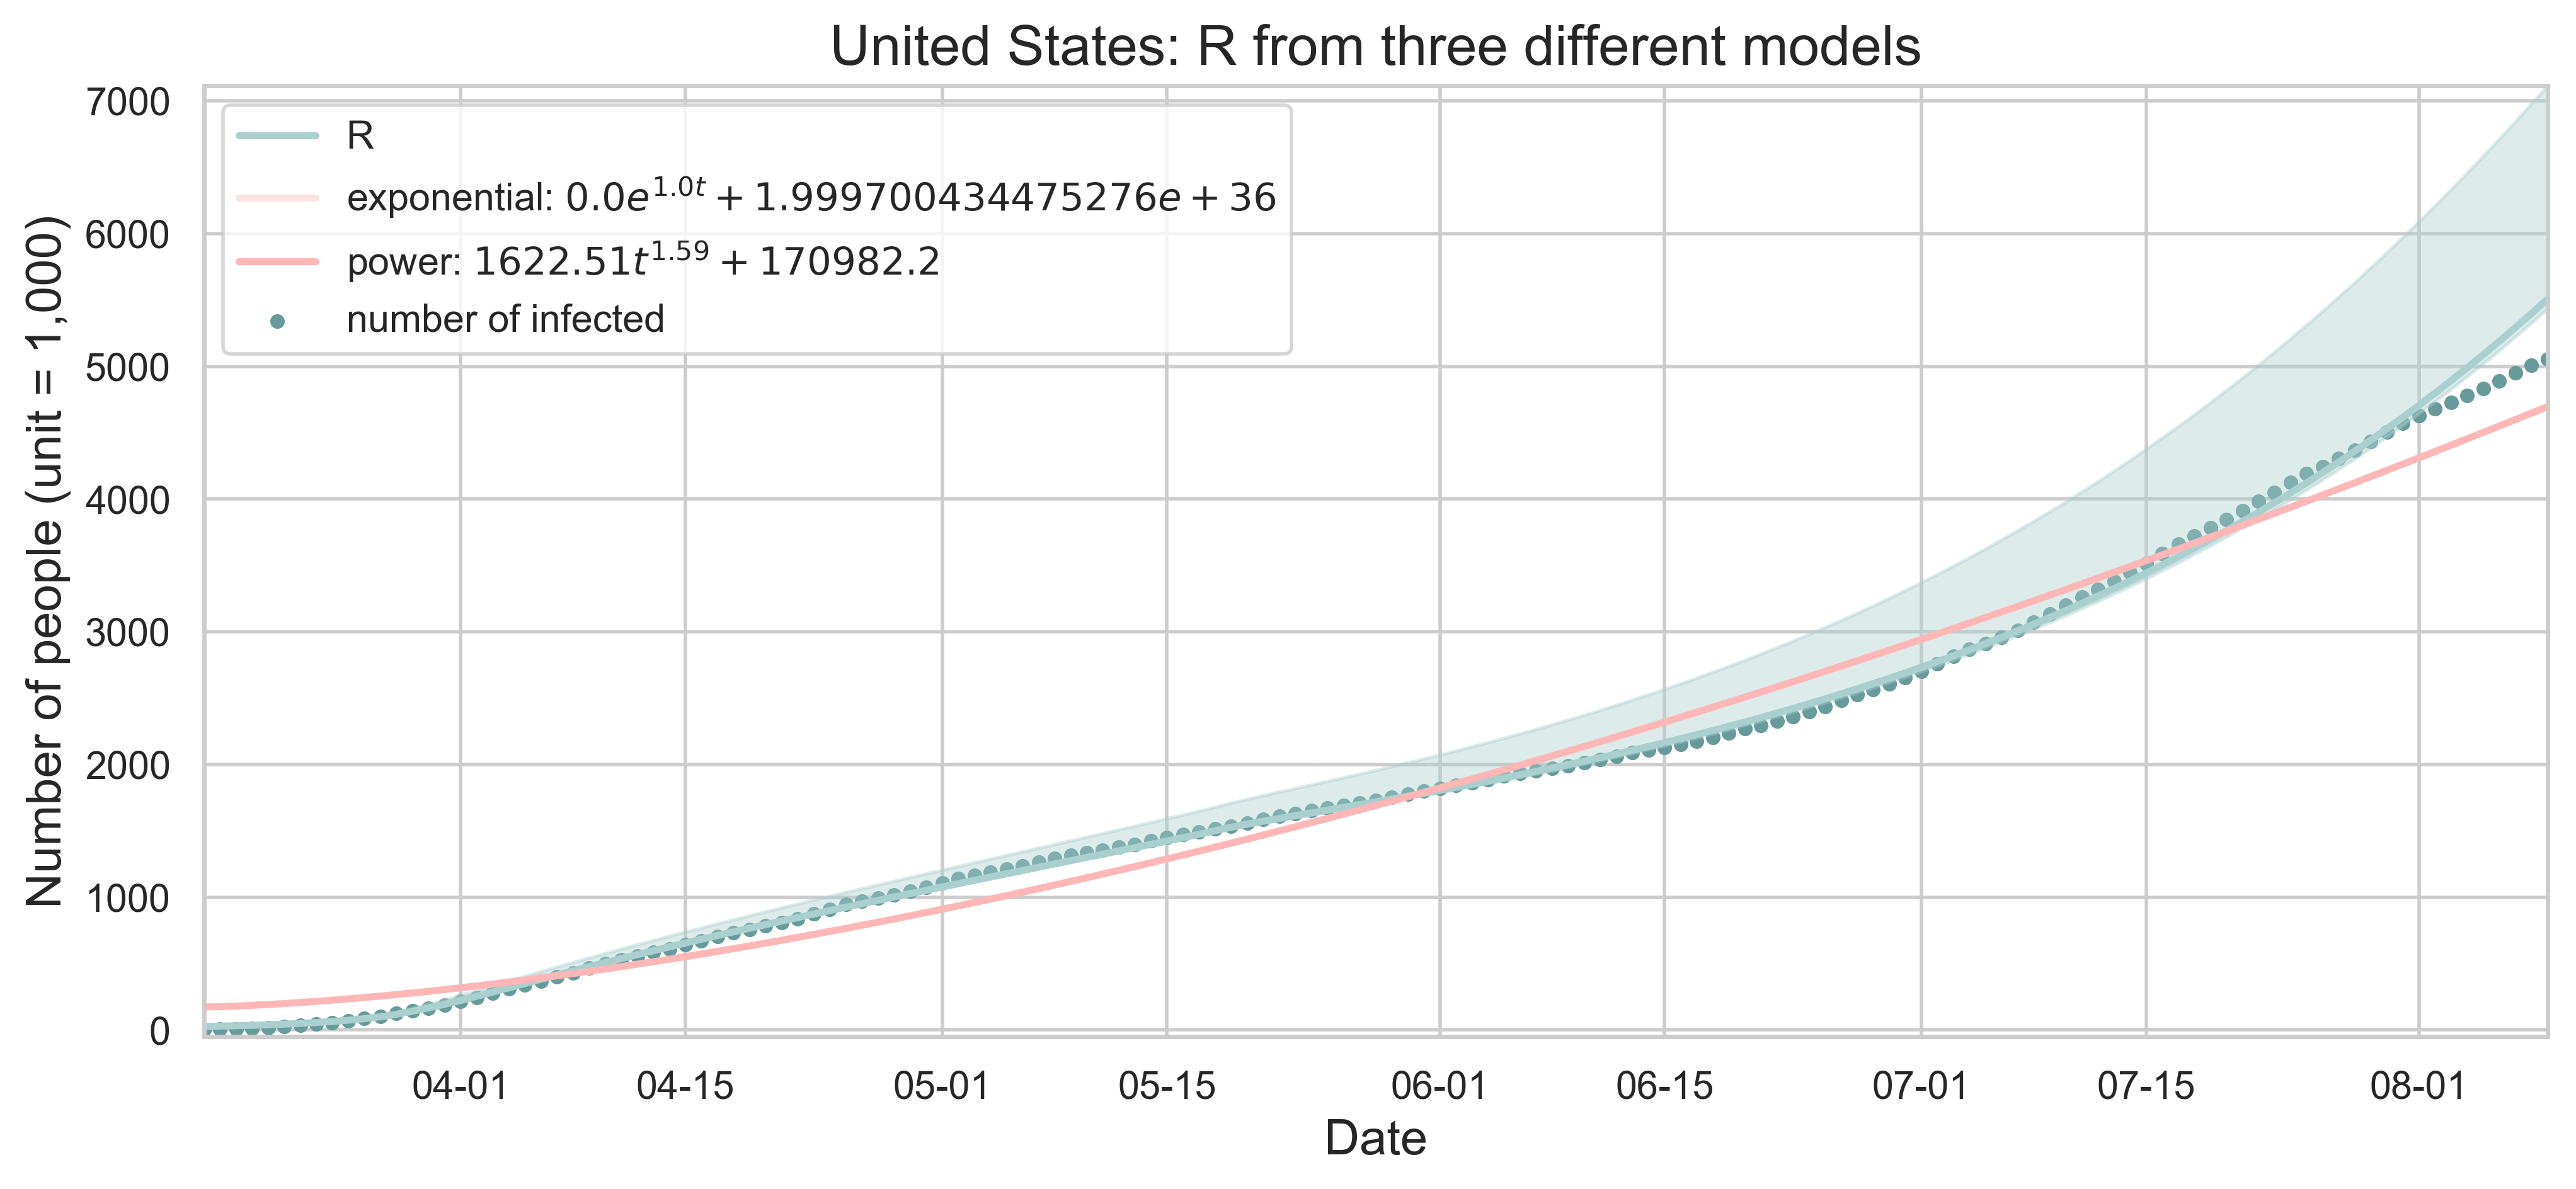 United States: R from three different models
Number of people (unit = 1,000)
7000
6000
5000
4000
3000
2000
1000
0
R
exponential: 0.0e^{1.0t} + 1.999700434475276e + 36
power: 1622.51t^{1.59} + 170982.2
number of infected
04-01 04-15 05-01 05-15 06-01 06-15 07-01 07-15 08-01
Date